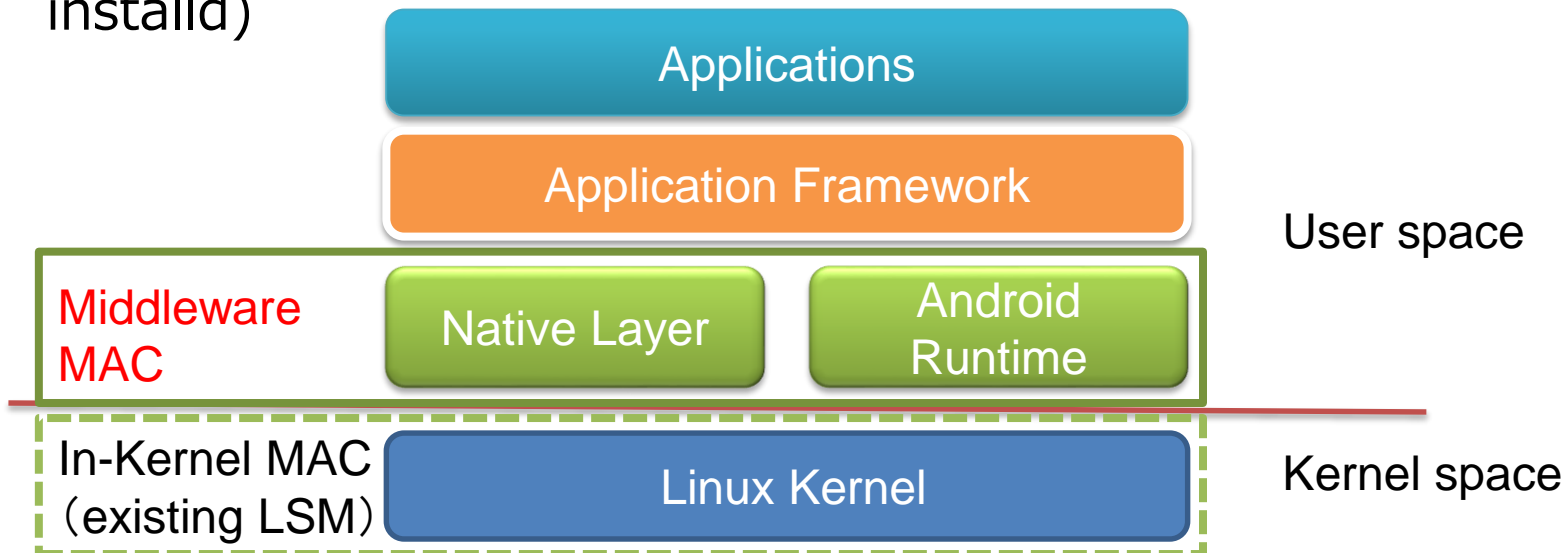 installd)
Applications
Application Framework
User space
Middleware
MAC
Native Layer
Android
Runtime
In-Kernel MAC
（existing LSM）
Linux Kernel
Kernel space